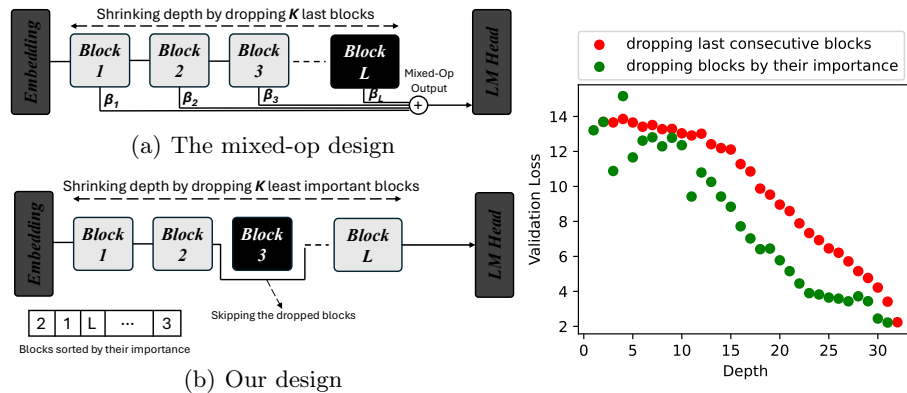 Shrinking depth by dropping K last blocks
Embedding
Block 1
Block 2
Block 3
Block L
LM Head
Mixed-Op Output
β1
β2
β3
βL
+
(a) The mixed-op design
Shrinking depth by dropping K least important blocks
Embedding
Block 1
Block 2
Block 3
Block L
LM Head
Skipping the dropped blocks
2 1 L ... 3
Blocks sorted by their importance
(b) Our design
dropping last consecutive blocks
dropping blocks by their importance
Validation Loss
14
12
10
8
6
4
2
0 5 10 15 20 25 30
Depth